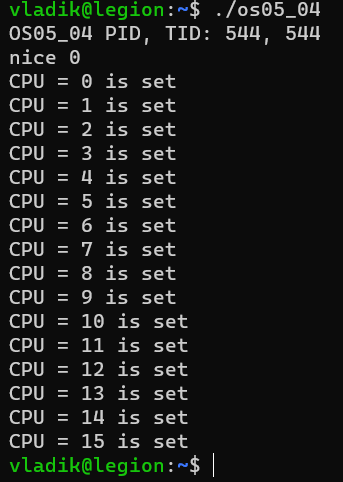 vladik@legion:~$ ./os05_04
OS05_04 PID, TID: 544, 544
nice 0
CPU = 0 is set
CPU = 1 is set
CPU = 2 is set
CPU = 3 is set
CPU = 4 is set
CPU = 5 is set
CPU = 6 is set
CPU = 7 is set
CPU = 8 is set
CPU = 9 is set
CPU = 10 is set
CPU = 11 is set
CPU = 12 is set
CPU = 13 is set
CPU = 14 is set
CPU = 15 is set
vladik@legion:~$